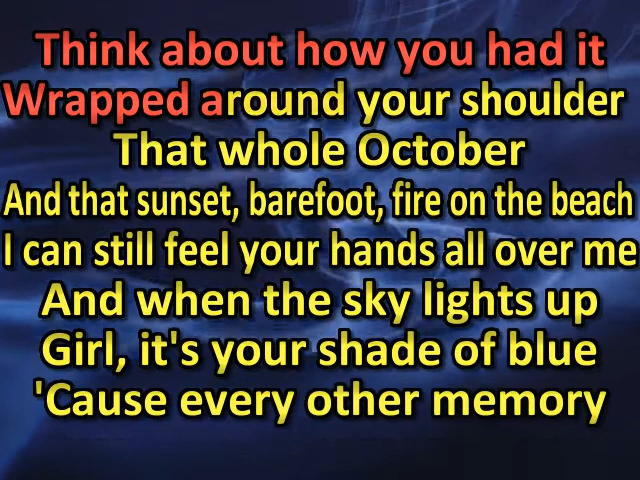 Think about how you had it
Wrapped around your shoulder
That whole October
And that sunset, barefoot, fire on the beach
I can still feel your hands all over me
And when the sky lights up
Girl, it's your shade of blue
'Cause every other memory